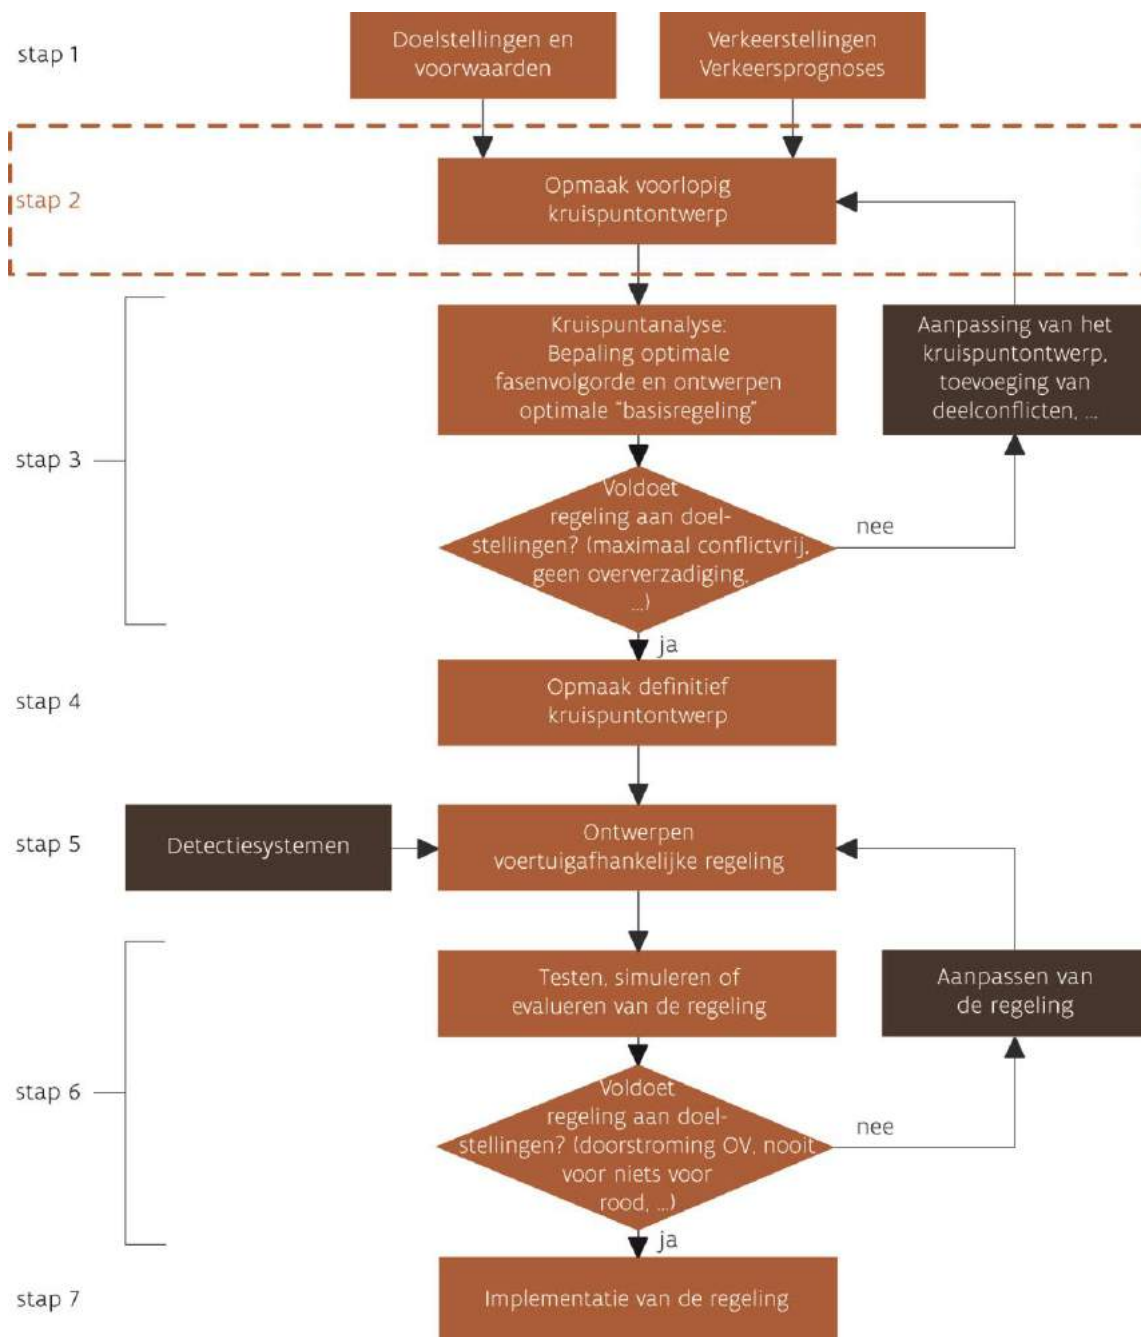 stap 1
Doelstellingen en
voorwaarden
Verkeerstellingen
Verkeersprognoses
stap 2
Opmaak voorlopig
kruispuntontwerp
stap 3
Kruispuntanalyse:
Bepaling optimale
fasenvolgorde en ontwerpen
optimale "basisregeling"
Aanpassing van het
kruispuntontwerp,
toevoeging van
deelconflicten, ...
Voldoet
regeling aan doel-
stellingen? (maximaal conflictvrij,
geen oververzadiging,
...)
nee
ja
stap 4
Opmaak definitief
kruispuntontwerp
stap 5
Detectiesystemen
Ontwerpen
voertuigafhankelijke regeling
stap 6
Testen, simuleren of
evalueren van de regeling
Aanpassen van
de regeling
Voldoet
regeling aan doel-
stellingen? (doorstroming OV, nooit
voor niets voor
rood, ...)
nee
ja
stap 7
Implementatie van de regeling